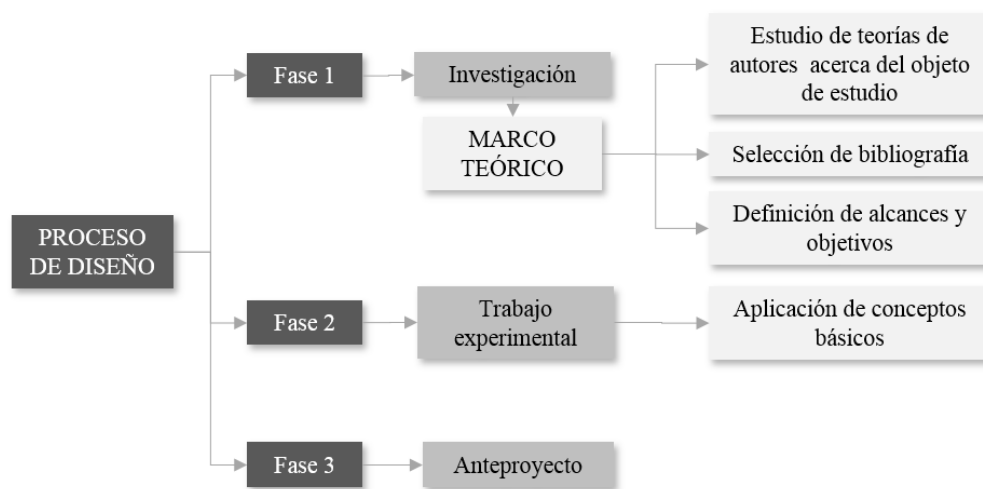 PROCESO
DE DISEÑO
Fase 1
Investigación
MARCO
TEÓRICO
Estudio de teorías de
autores acerca del objeto
de estudio
Selección de bibliografía
Definición de alcances y
objetivos
Fase 2
Trabajo
experimental
Aplicación de conceptos
básicos
Fase 3
Anteproyecto